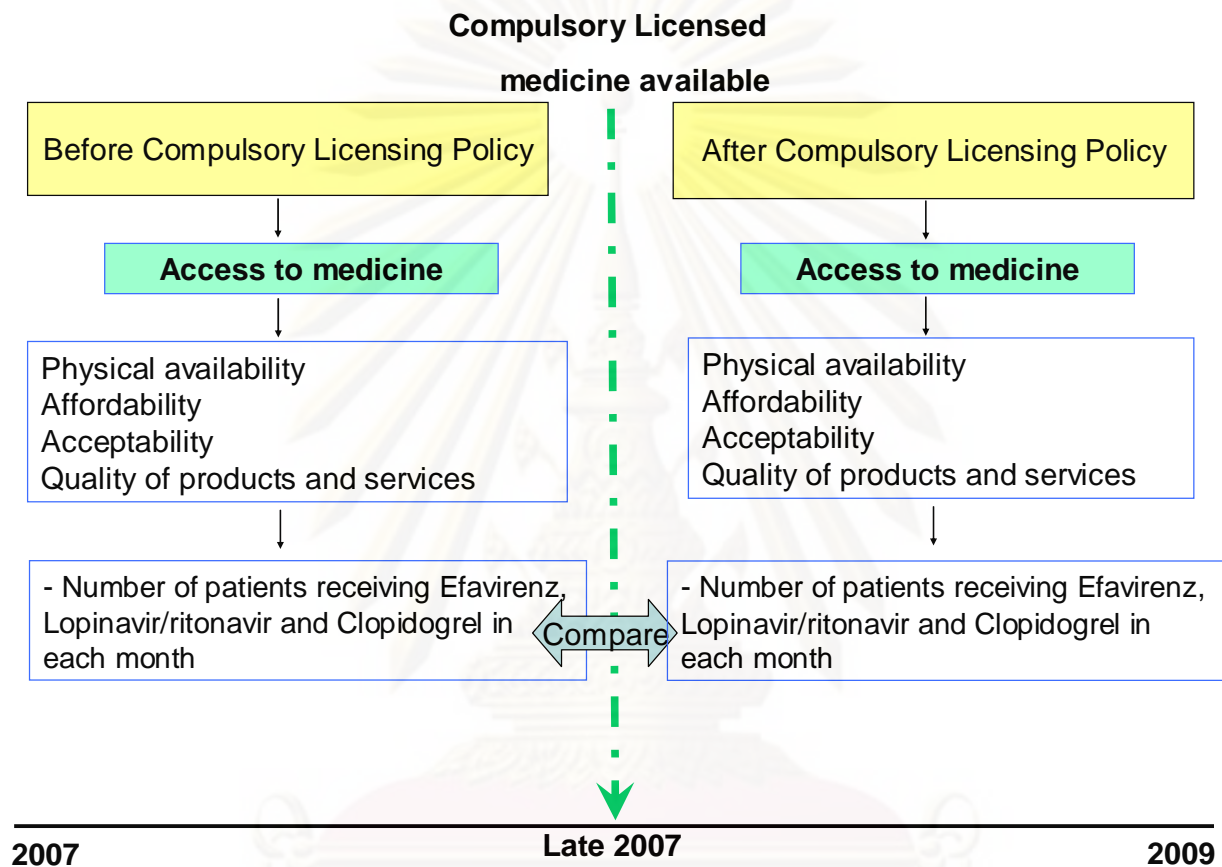 Compulsory Licensed
medicine available
Before Compulsory Licensing Policy
Access to medicine
Physical availability
Affordability
Acceptability
Quality of products and services
- Number of patients receiving Efavirenz,
Lopinavir/ritonavir and Clopidogrel in
each month
Compare
After Compulsory Licensing Policy
Access to medicine
Physical availability
Affordability
Acceptability
Quality of products and services
- Number of patients receiving Efavirenz,
Lopinavir/ritonavir and Clopidogrel in
each month
2007
Late 2007
2009